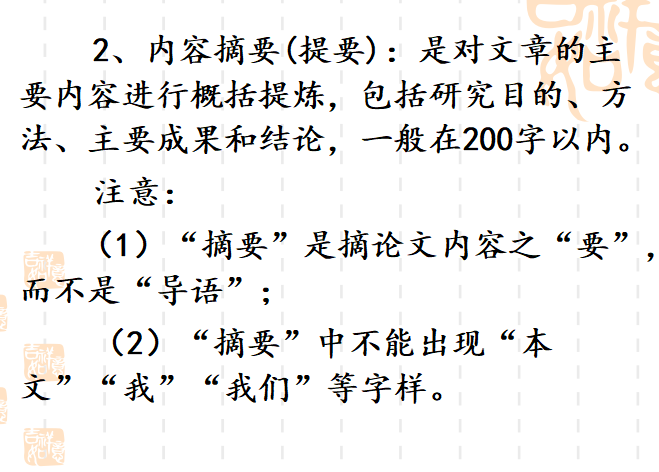 2、内容摘要(提要)：是对文章的主
要内容进行概括提炼，包括研究目的、方
法、主要成果和结论，一般在200字以内。
注意：
（1）“摘要”是摘论文内容之“要”，
而不是“导语”；
（2）“摘要”中不能出现“本
文”“我”“我们”等字样。